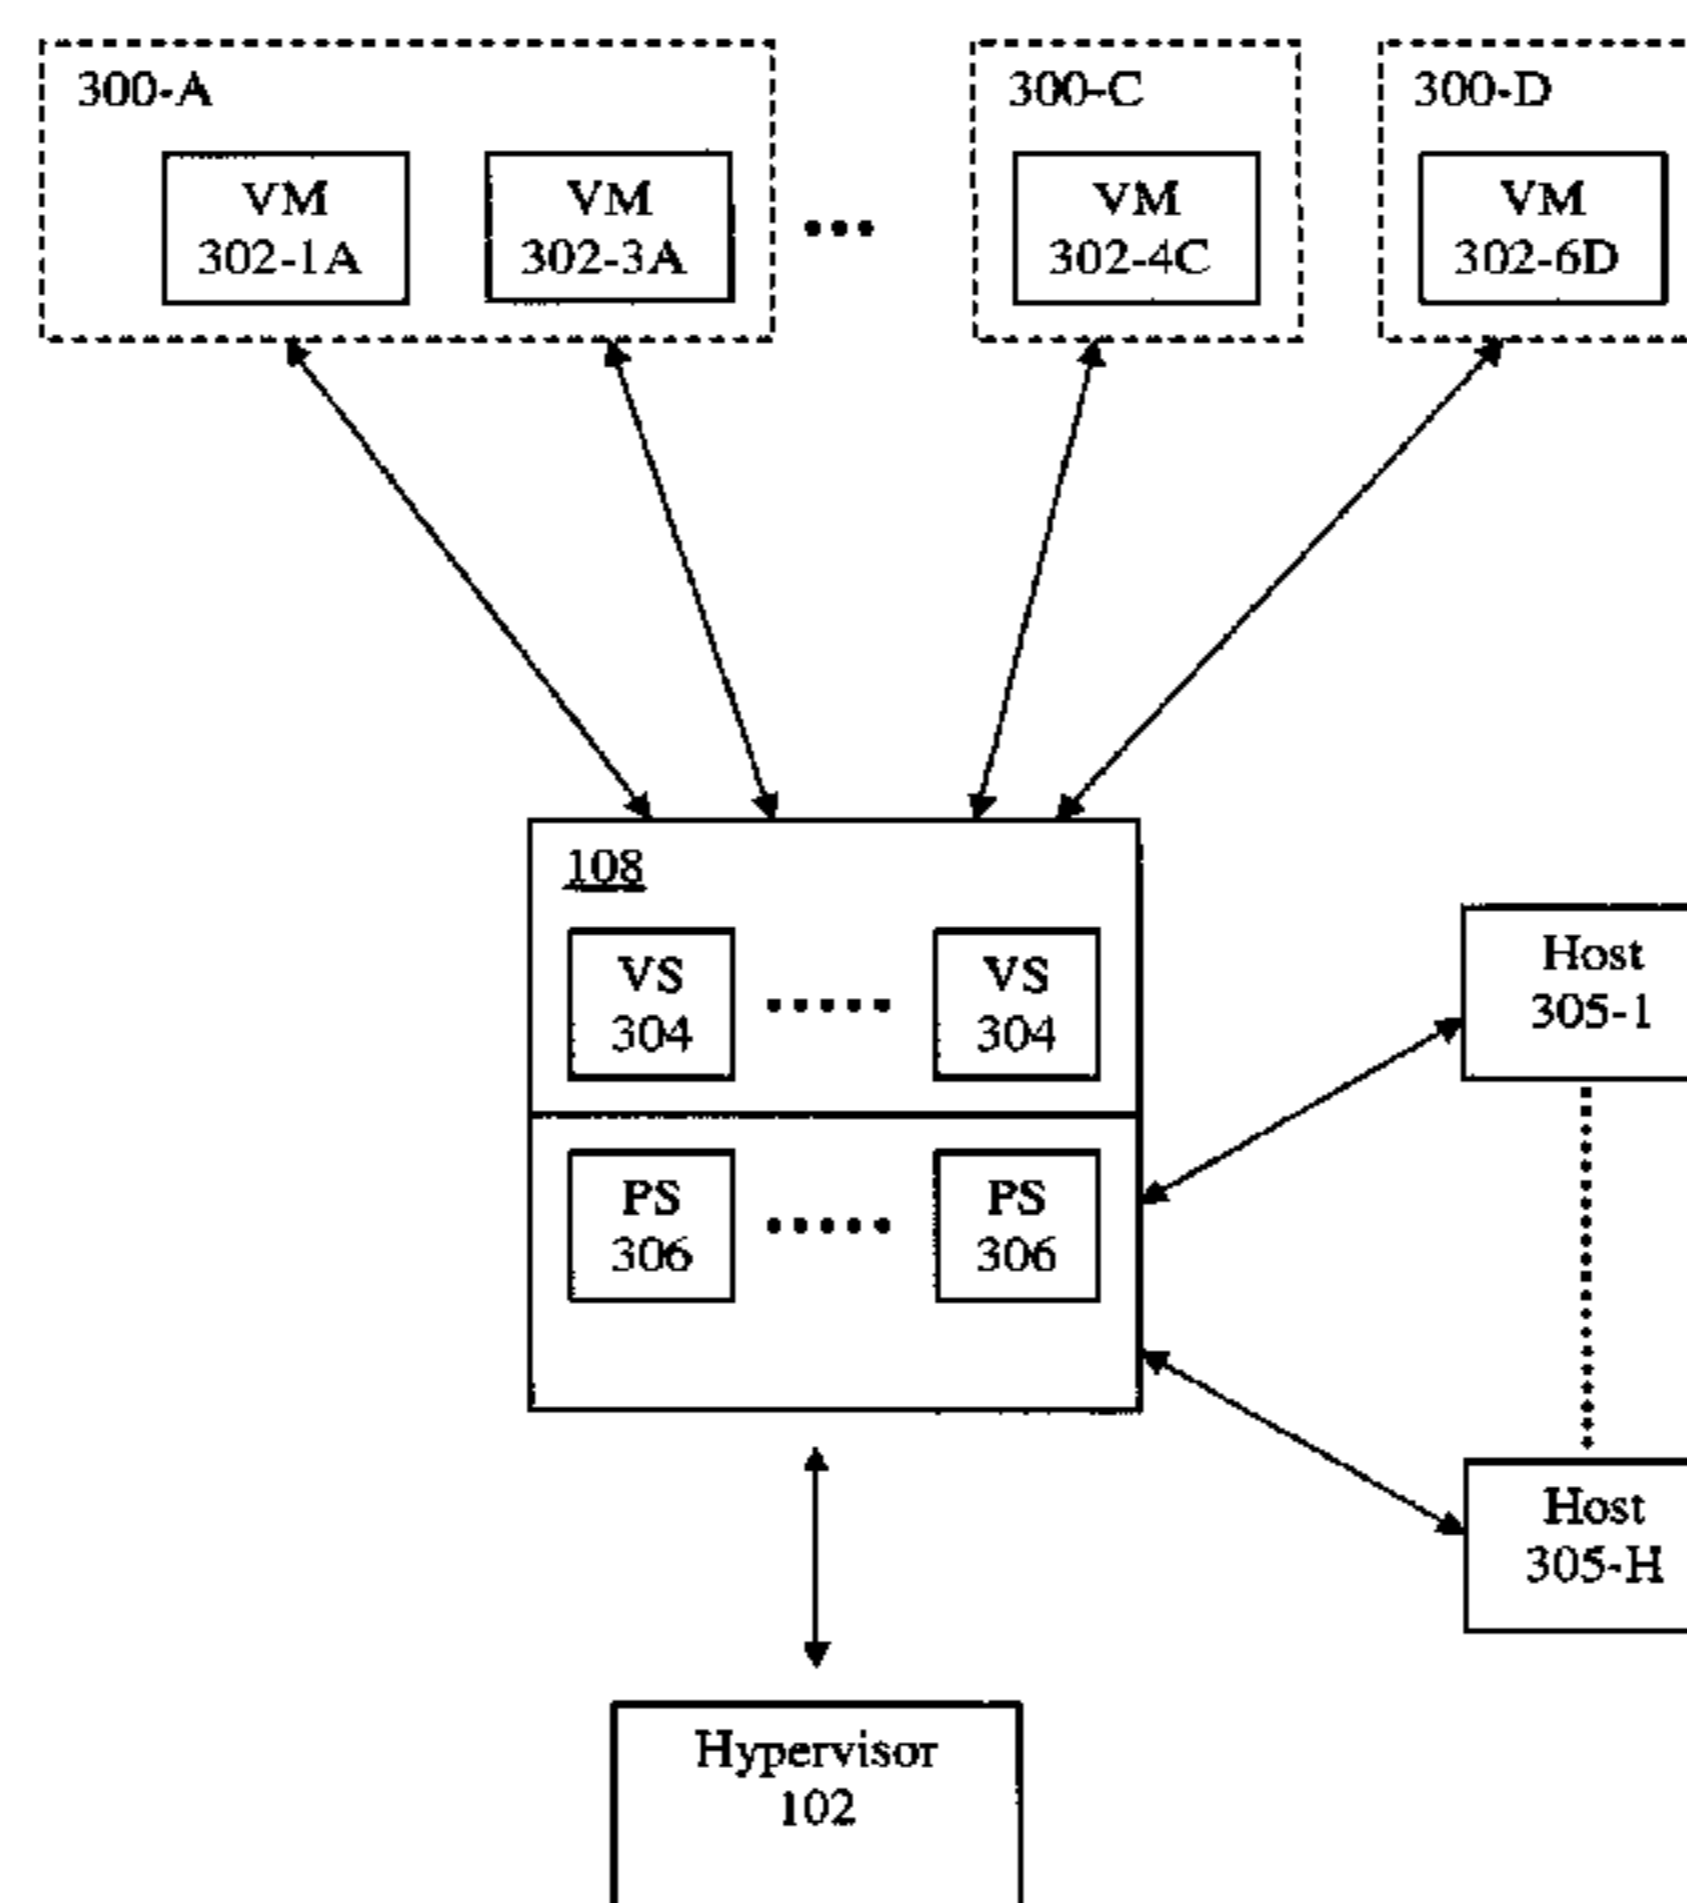 300-A
VM
302-1A
VM
302-3A
300-C
VM
302-4C
300-D
VM
302-6D
108
VS
304
VS
304
PS
306
PS
306
Host
305-1
Host
305-H
Hypervisor
102